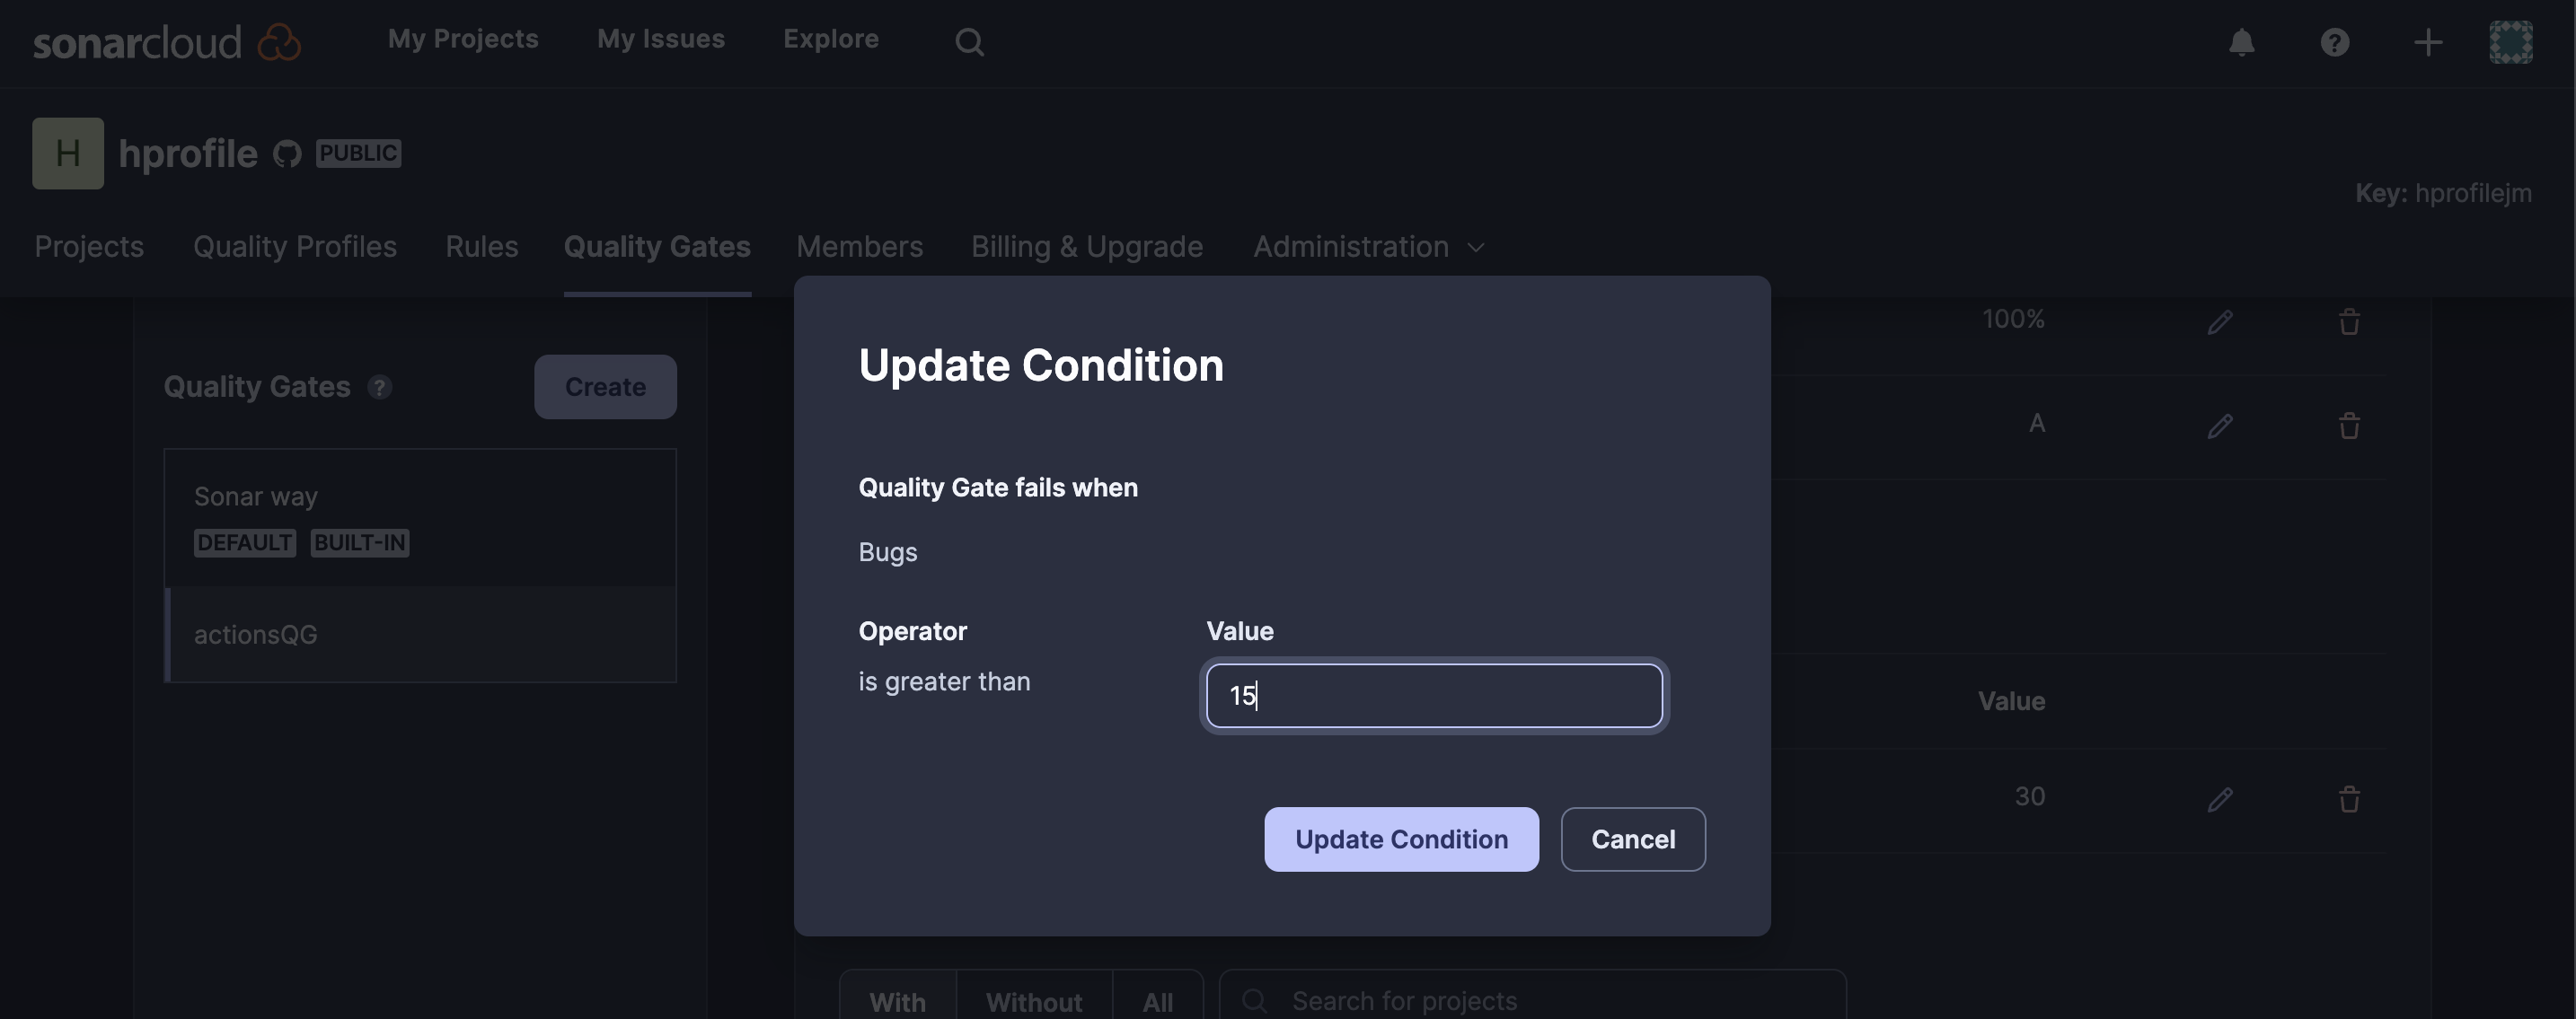 sonarcloud My Projects My Issues Explore
H hprofile PUBLIC
Key: hprofilejm
Projects Quality Profiles Rules Quality Gates Members Billing & Upgrade Administration
Quality Gates ? Create
Sonar way
DEFAULT BUILT-IN
actionsQG
Update Condition
Quality Gate fails when
Bugs
Operator Value
is greater than 15
Update Condition Cancel
100%
A
Value
30
With Without All Search for projects